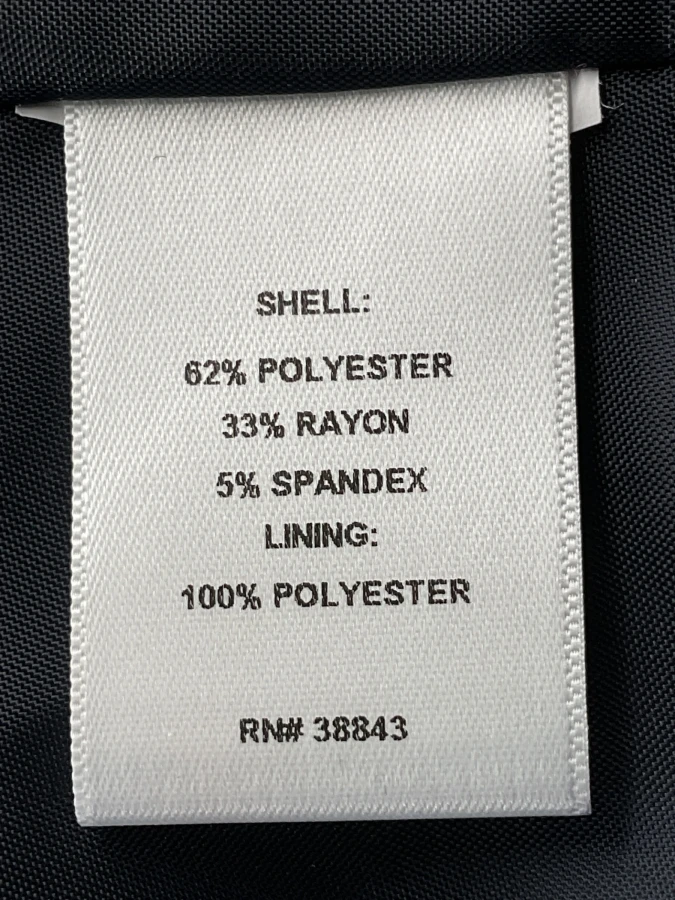 SHELL:
62% POLYESTER
33% RAYON
5% SPANDEX
LINING:
100% POLYESTER
RN# 38843